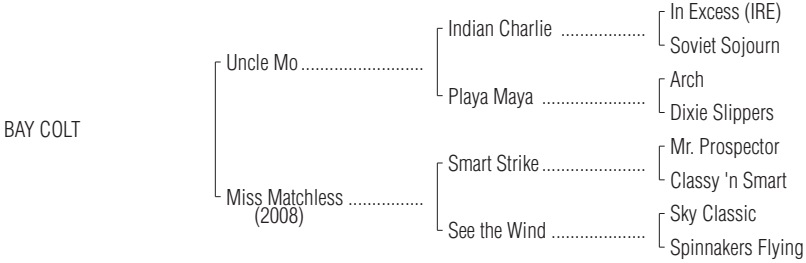 In Excess (IRE)
Indian Charlie ..................
Soviet Sojourn
Uncle Mo ..........................
Arch
Playa Maya ......................
Dixie Slippers
BAY COLT
Mr. Prospector
Smart Strike......................
Classy 'n Smart
Miss Matchless ................
(2008)
Sky Classic
See the Wind ....................
Spinnakers Flying